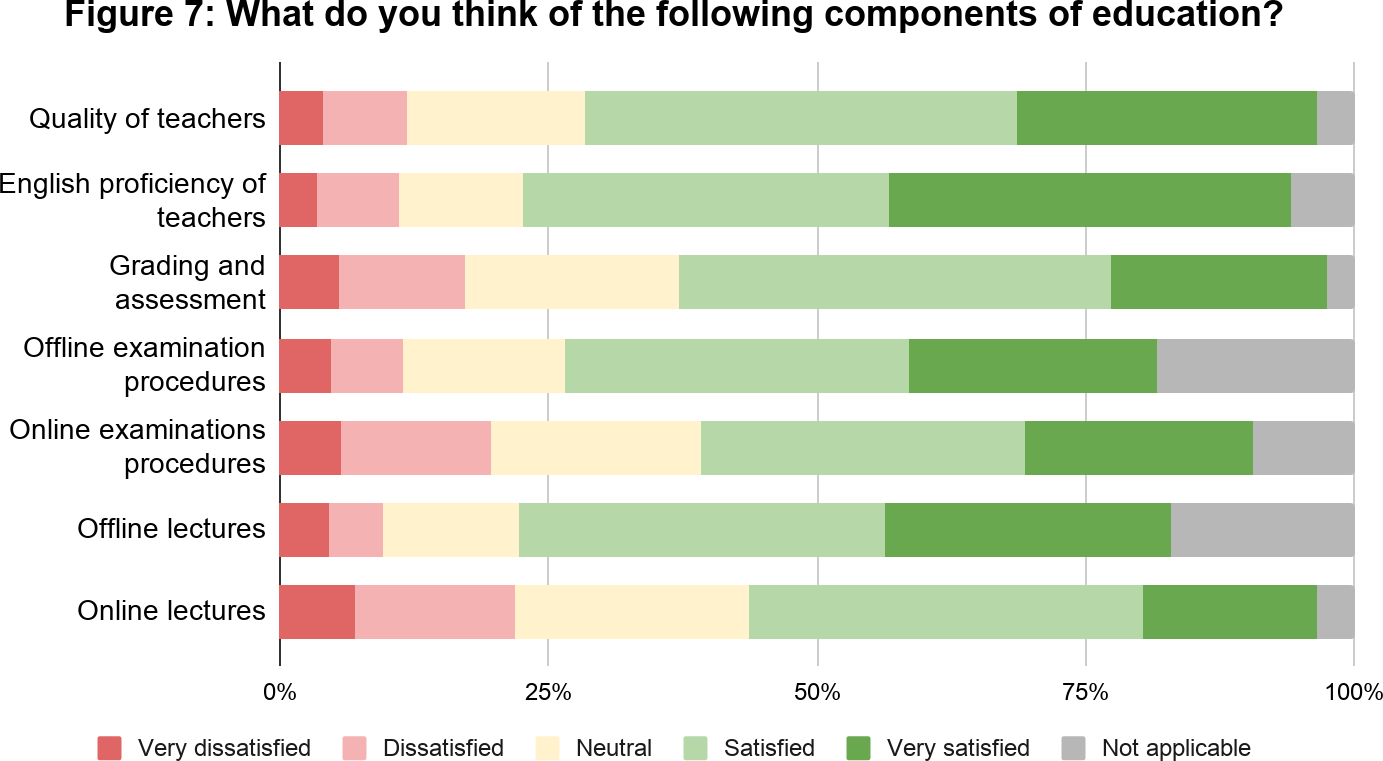 Figure 7: What do you think of the following components of education?
Quality of teachers
English proficiency of
teachers
Grading and
assessment
Offline examination
procedures
Online examinations
procedures
Offline lectures
Online lectures
0% 25% 50% 75% 100%
Very dissatisfied Dissatisfied Neutral Satisfied Very satisfied Not applicable